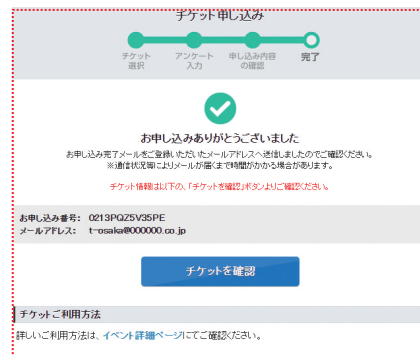 チケット申し込み
チケット選択 アンケート入力 申し込み内容の確認 完了
お申し込みありがとうございました
お申し込み完了メールをご登録いただいたメールアドレスへ送信しましたのでご確認ください。
※通信状況等によりメールが届くまで時間がかかる場合があります。
チケット情報は以下の、「チケットを確認」ボタンよりご確認ください。
お申し込み番号: 0213PQZ5V35PE
メールアドレス: t-osaka@000000.co.jp
チケットを確認
チケットご利用方法
詳しいご利用方法は、イベント詳細ページにてご確認ください。